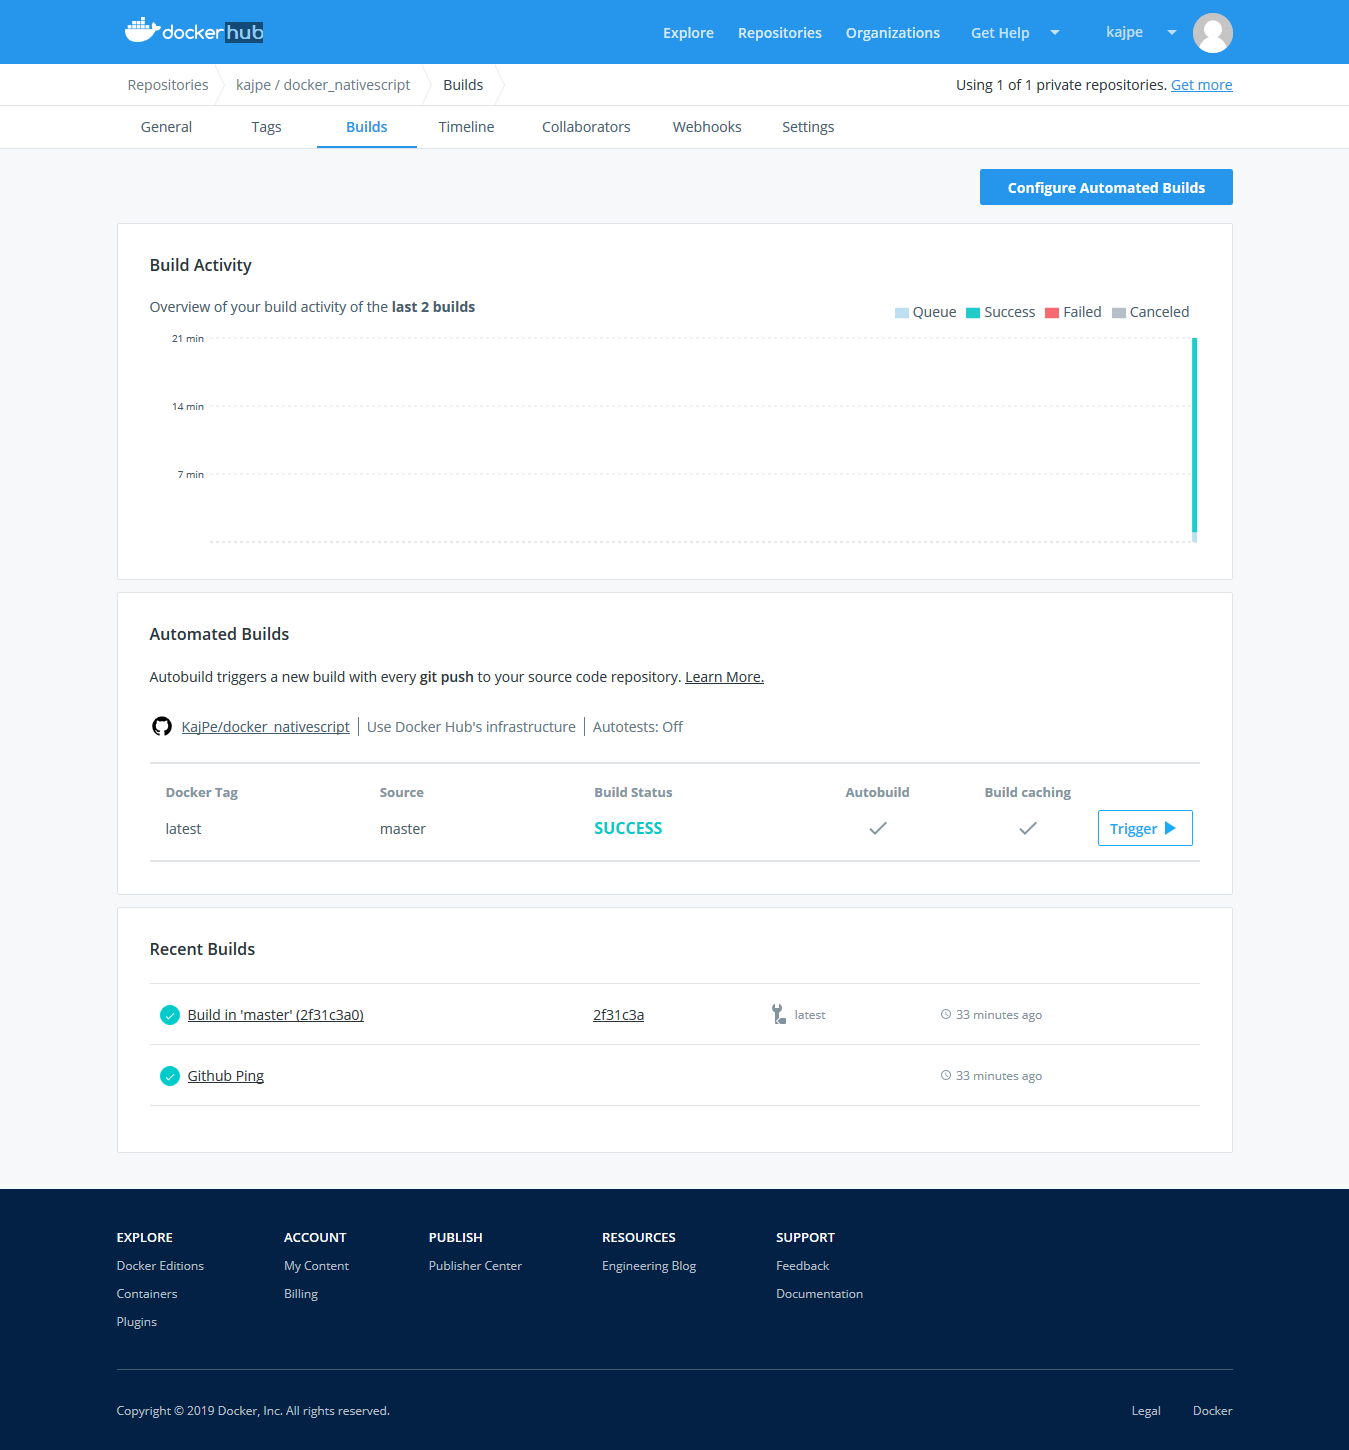 docker hub Explore Repositories Organizations Get Help kajpe
Repositories kajpe / docker_nativescript Builds Using 1 of 1 private repositories. Get more
General Tags Builds Timeline Collaborators Webhooks Settings
Configure Automated Builds
Build Activity
Overview of your build activity of the last 2 builds
Queue Success Failed Canceled
21 min
14 min
7 min
Automated Builds
Autobuild triggers a new build with every git push to your source code repository. Learn More.
KajPe/docker_nativescript Use Docker Hub's infrastructure Autotests: Off
Docker Tag Source Build Status Autobuild Build caching
latest master SUCCESS Trigger
Recent Builds
Build in 'master' (2f31c3a0) 2f31c3a latest 33 minutes ago
Github Ping 33 minutes ago
EXPLORE ACCOUNT PUBLISH RESOURCES SUPPORT
Docker Editions My Content Publisher Center Engineering Blog Feedback
Containers Billing Documentation
Plugins
Copyright © 2019 Docker, Inc. All rights reserved. Legal Docker